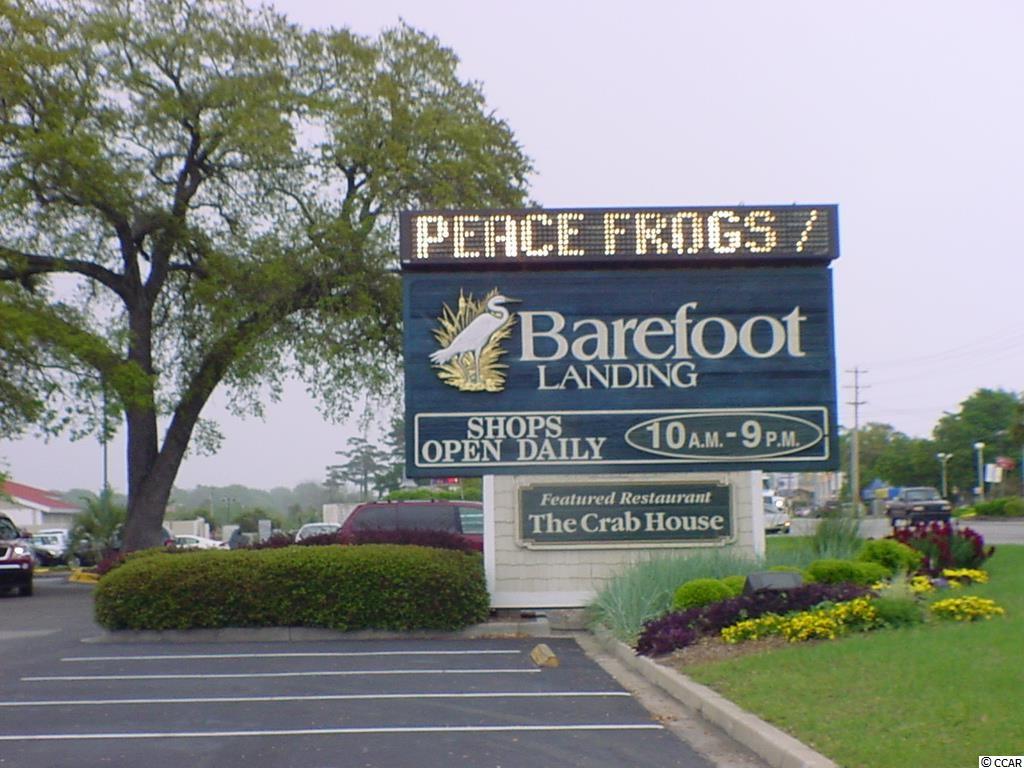 PEACE FROGS /
Barefoot
LANDING
SHOPS
OPEN DAILY
10 A.M. - 9 P.M.
Featured Restaurant
The Crab House
© CCAR